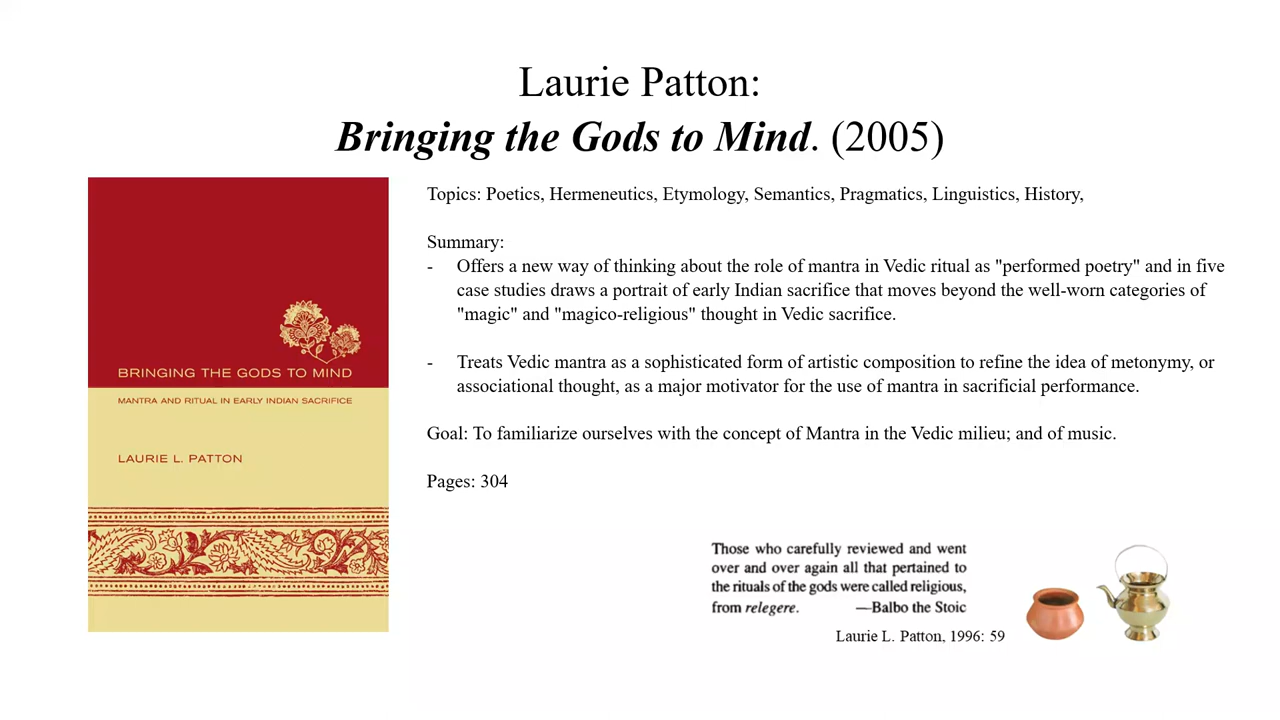 Laurie Patton:
Bringing the Gods to Mind. (2005)
BRINGING THE GODS TO MIND
MANTRA AND RITUAL IN EARLY INDIAN SACRIFICE
LAURIE L. PATTON
Topics: Poetics, Hermeneutics, Etymology, Semantics, Pragmatics, Linguistics, History,
Summary:
- Offers a new way of thinking about the role of mantra in Vedic ritual as "performed poetry" and in five
case studies draws a portrait of early Indian sacrifice that moves beyond the well-worn categories of
"magic" and "magico-religious" thought in Vedic sacrifice.
- Treats Vedic mantra as a sophisticated form of artistic composition to refine the idea of metonymy, or
associational thought, as a major motivator for the use of mantra in sacrificial performance.
Goal: To familiarize ourselves with the concept of Mantra in the Vedic milieu; and of music.
Pages: 304
Those who carefully reviewed and went
over and over again all that pertained to
the rituals of the gods were called religious,
from relegere. —Balbo the Stoic
Laurie L. Patton, 1996: 59